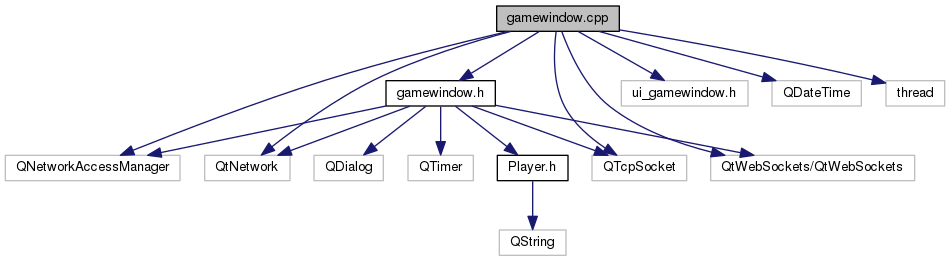 gamewindow.cpp
gamewindow.h
ui_gamewindow.h
QDateTime
thread
QNetworkAccessManager
QtNetwork
QDialog
QTimer
Player.h
QTcpSocket
QtWebSockets/QtWebSockets
QString